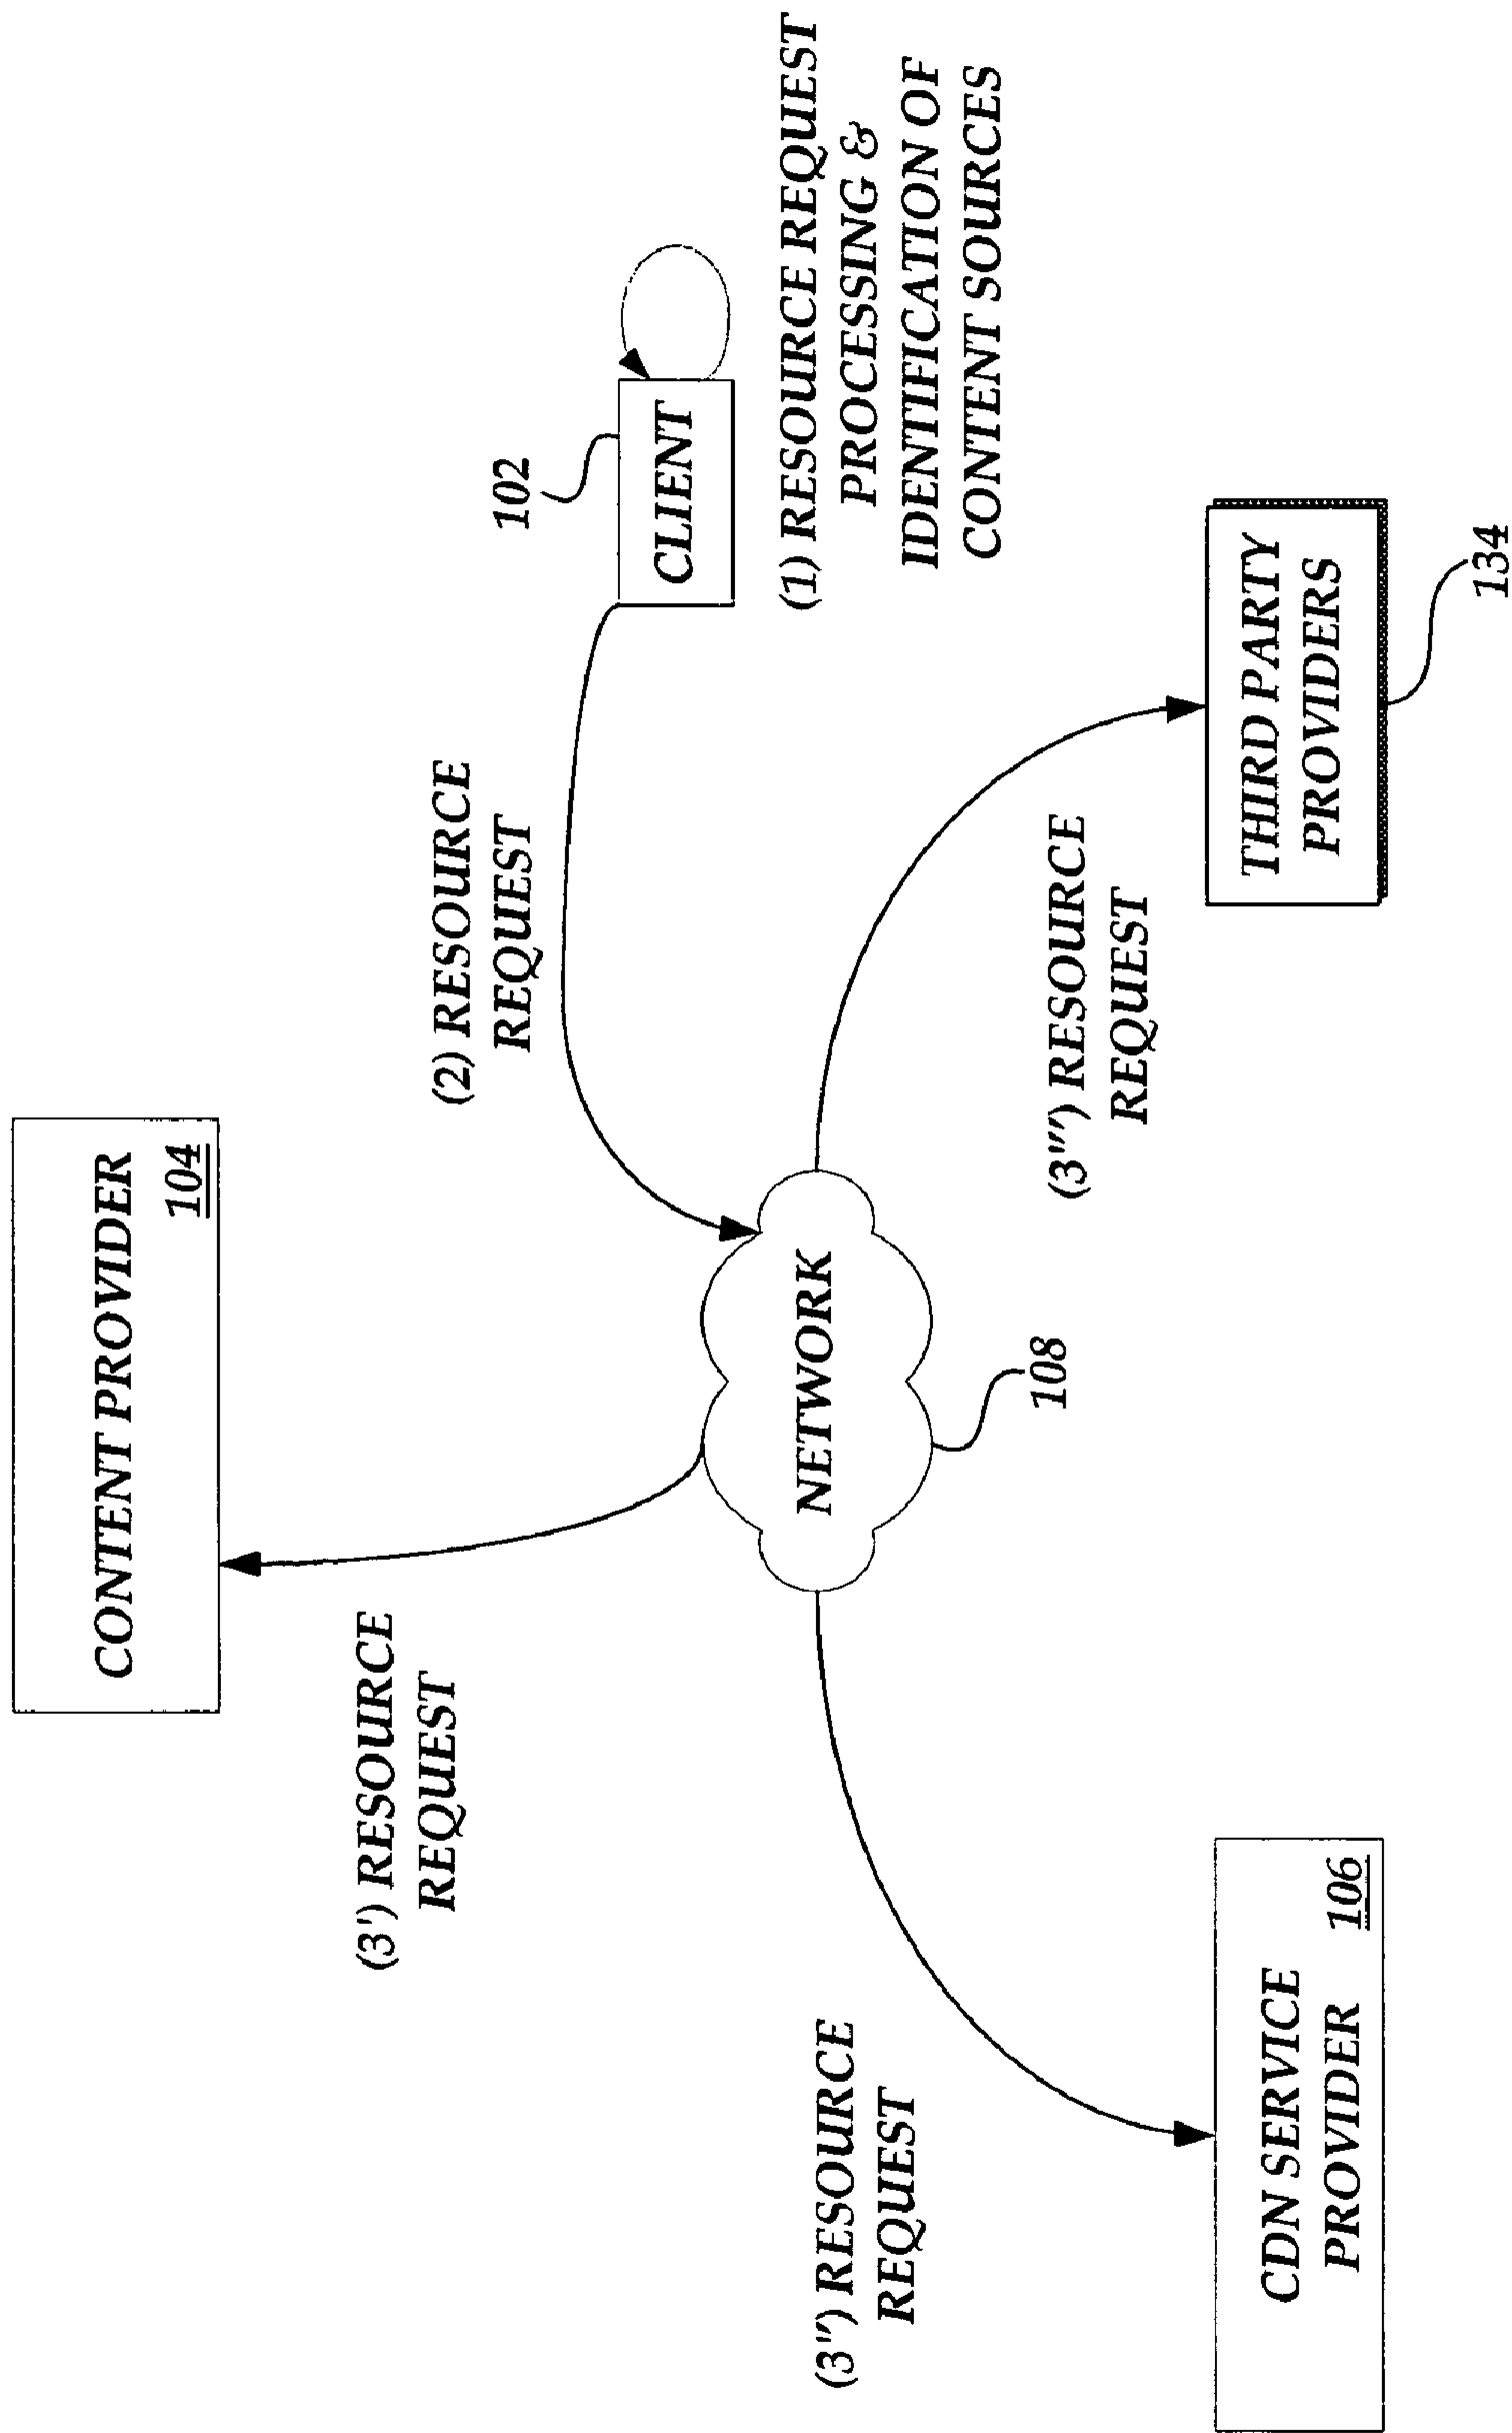 CONTENT PROVIDER
104
(3') RESOURCE
REQUEST
(2) RESOURCE
REQUEST
102
CLIENT
(1) RESOURCE REQUEST
PROCESSING &
IDENTIFICATION OF
CONTENT SOURCES
NETWORK
108
(3'') RESOURCE
REQUEST
(3''') RESOURCE
REQUEST
CDN SERVICE
PROVIDER
106
THIRD PARTY
PROVIDERS
134